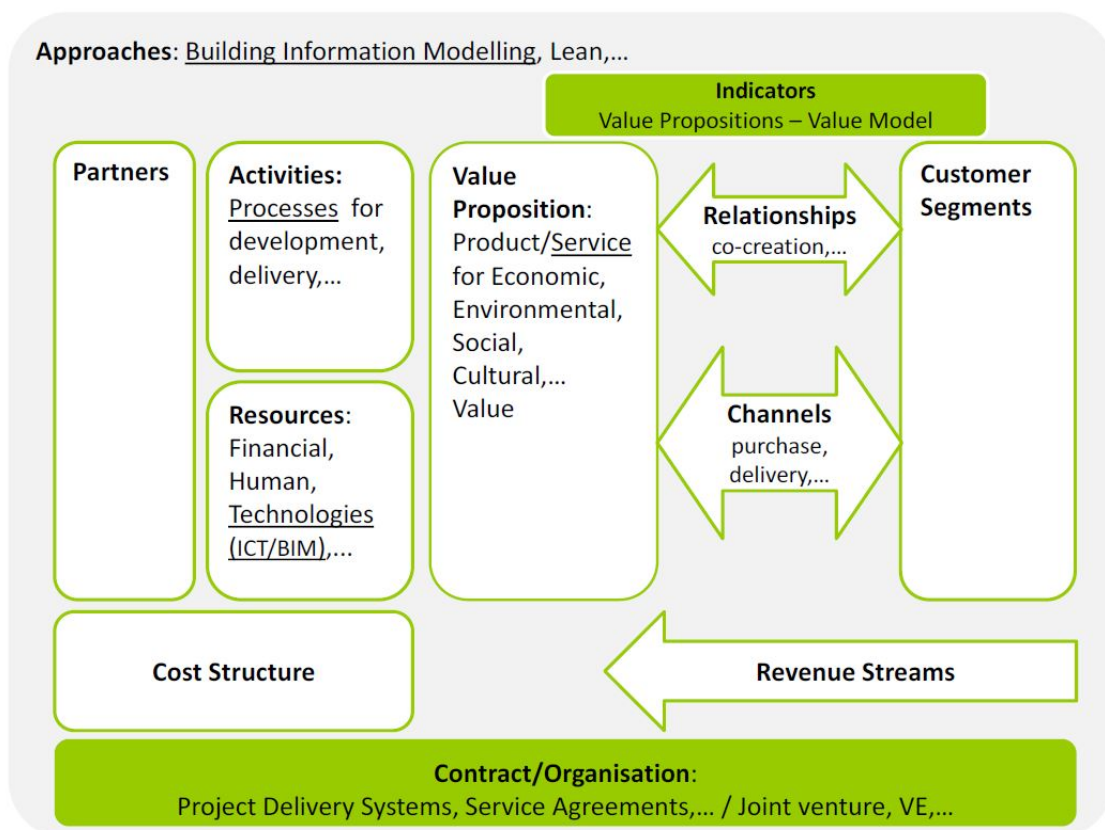 Approaches: Building Information Modelling, Lean,...
Indicators
Value Propositions – Value Model
Partners
Activities:
Processes for
development,
delivery,...
Resources:
Financial,
Human,
Technologies
(ICT/BIM),...
Value
Proposition:
Product/Service
for Economic,
Environmental,
Social,
Cultural,...
Value
Relationships
co-creation,...
Channels
purchase,
delivery,...
Customer
Segments
Cost Structure
Revenue Streams
Contract/Organisation:
Project Delivery Systems, Service Agreements,... / Joint venture, VE,...